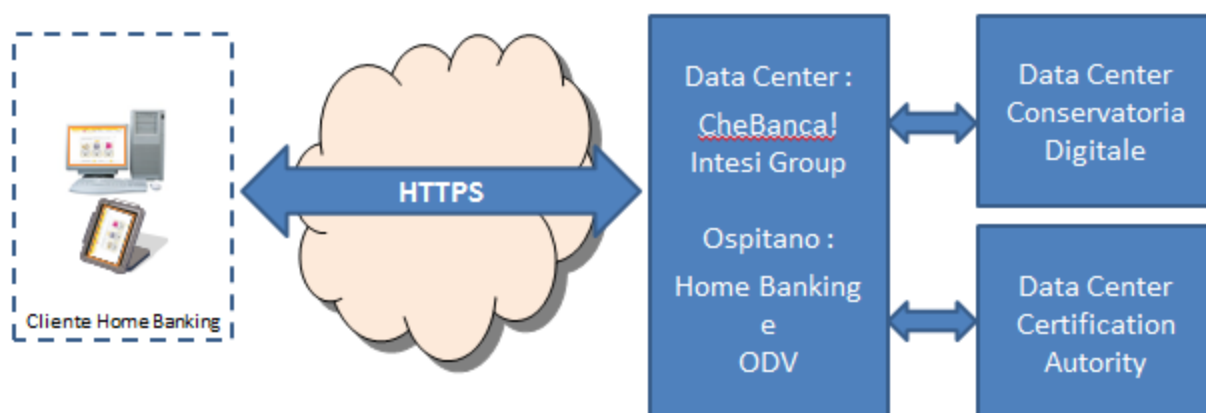 Cliente Home Banking
HTTPS
Data Center :
CheBanca!
Intesi Group
Ospitano :
Home Banking
e
ODV
Data Center
Conservatoria
Digitale
Data Center
Certification
Autority